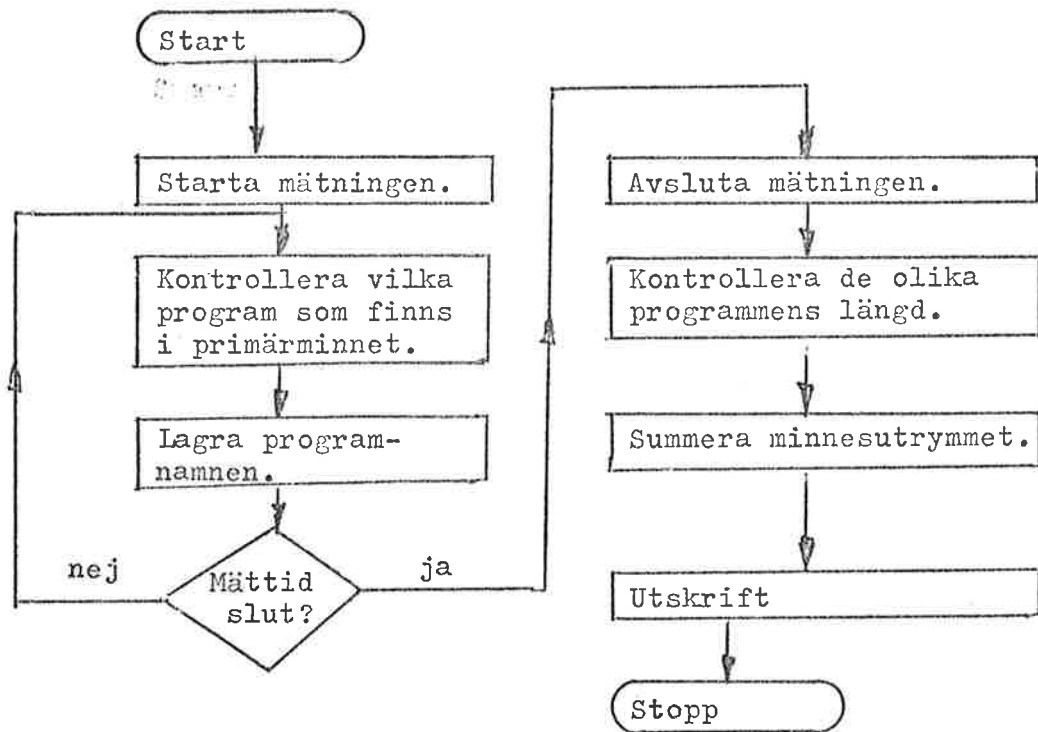 Start
Starta mätningen.
Kontrollera vilka
program som finns
i primärminnet.
Lagra program-
namnen.
Mättid
slut?
nej
ja
Avsluta mätningen.
Kontrollera de olika
programmens längd.
Summera minnesutrymmet.
Utskrift
Stopp